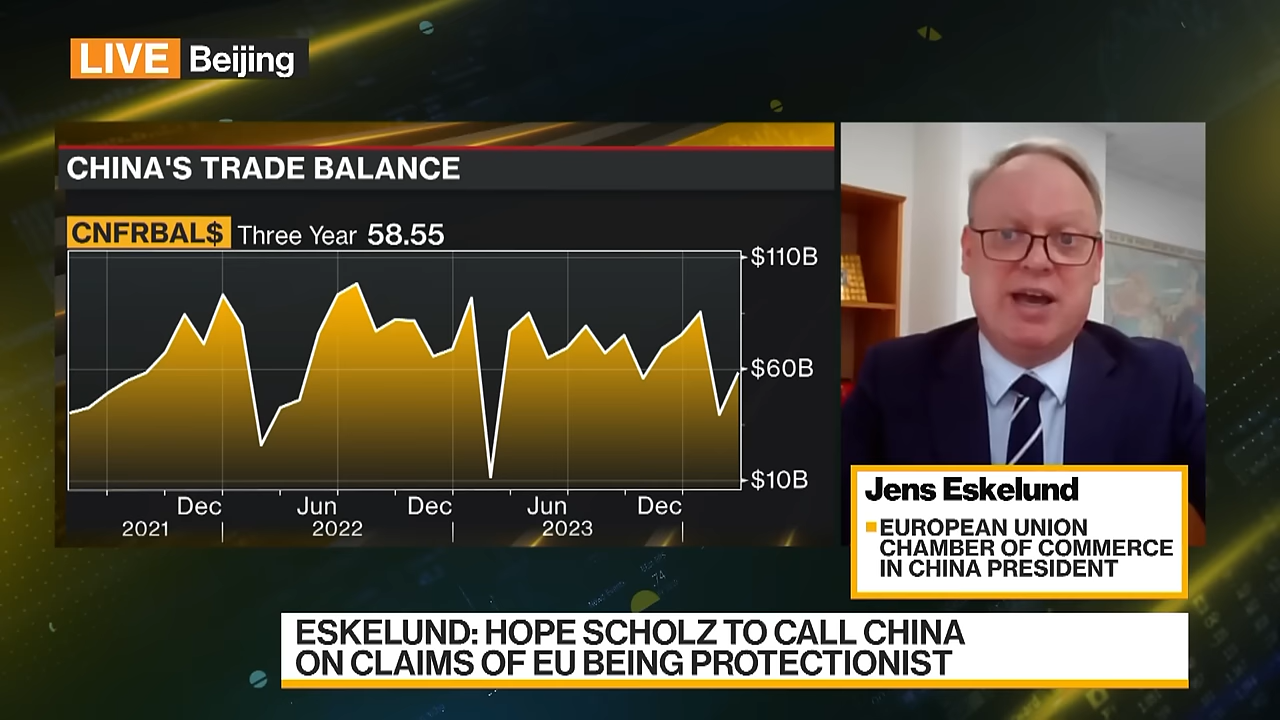 LIVE Beijing
CHINA'S TRADE BALANCE
CNFRBAL$ Three Year 58.55
$110B
$60B
$10B
Dec Jun Dec Jun Dec
2021 2022 2023
Jens Eskelund
EUROPEAN UNION
CHAMBER OF COMMERCE
IN CHINA PRESIDENT
ESKELUND: HOPE SCHOLZ TO CALL CHINA
ON CLAIMS OF EU BEING PROTECTIONIST